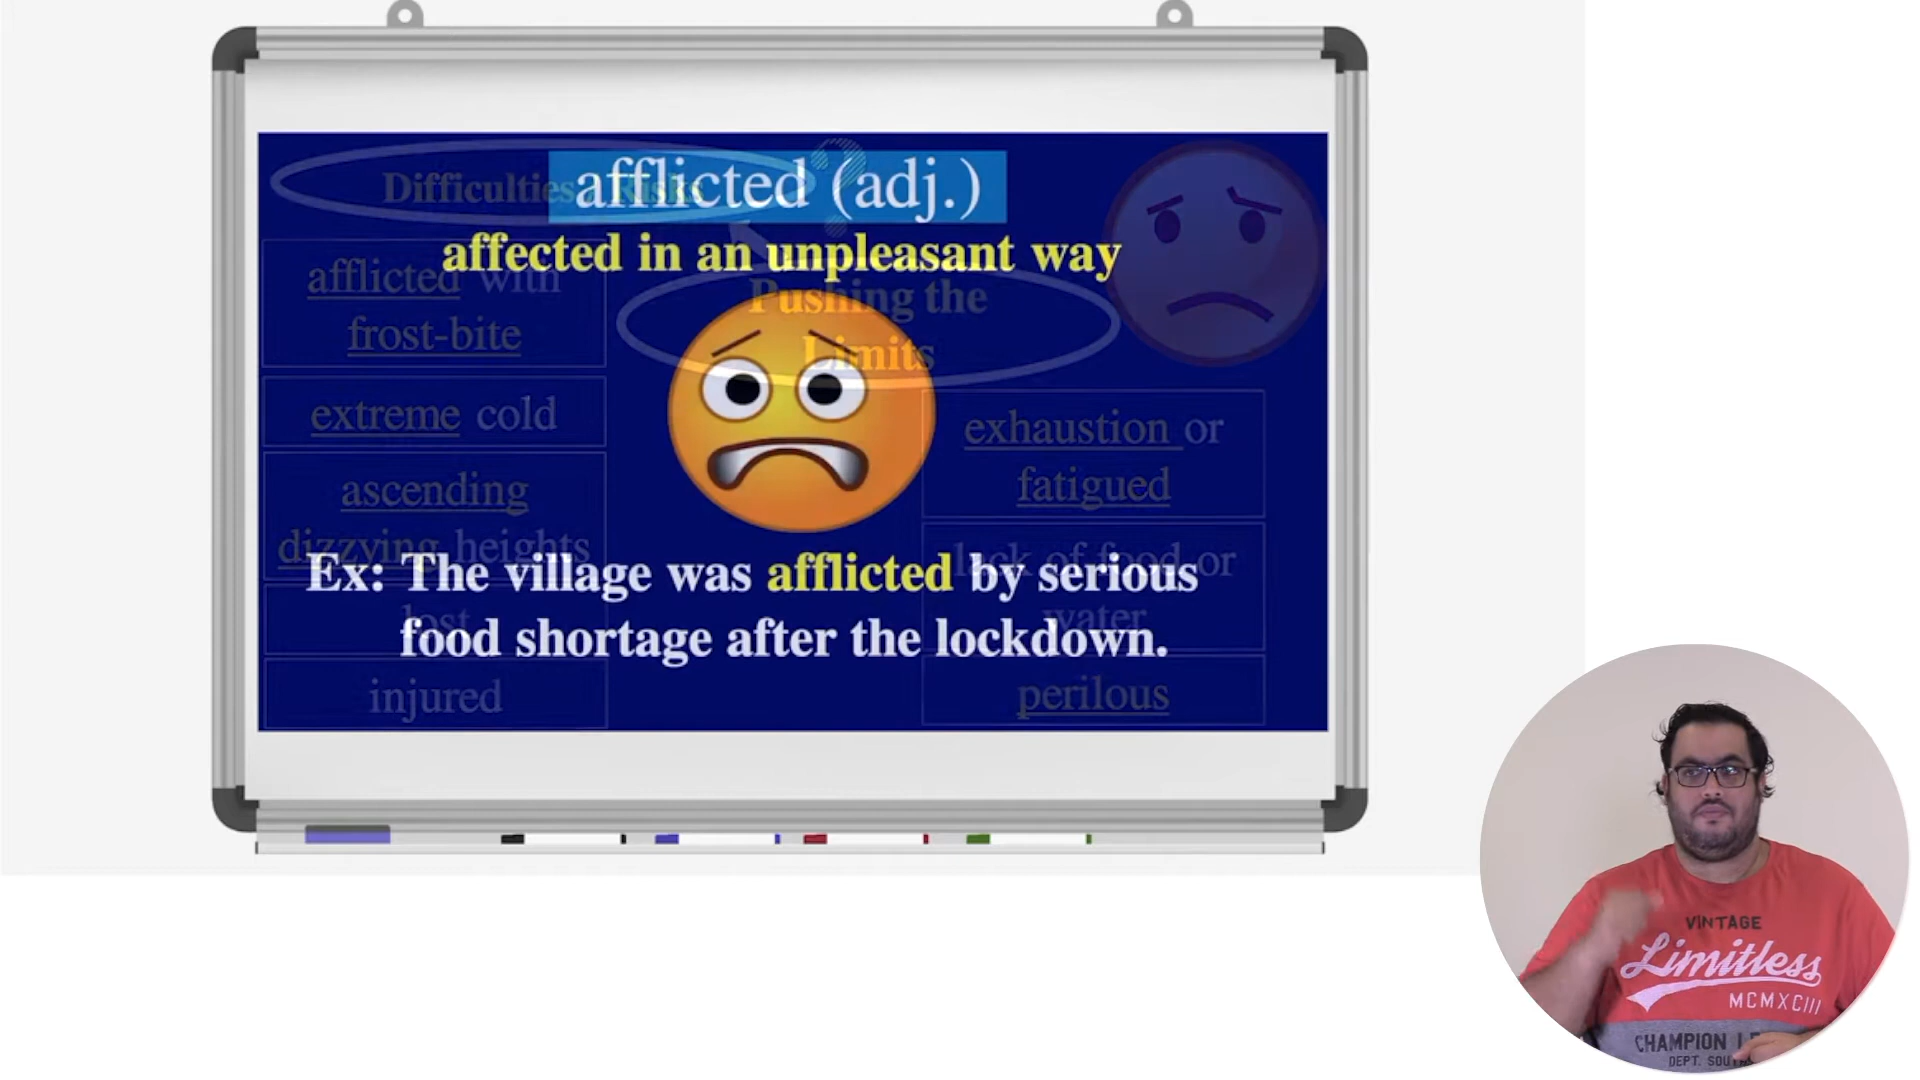 afflicted (adj.)
Difficulties Risks
affected in an unpleasant way
afflicted with
frost-bite
Pushing the
Limits
extreme cold
exhaustion or
fatigued
ascending
dizzying heights
Ex: The village was afflicted by serious
food shortage after the lockdown.
lack of food or
water
lost
injured
perilous
VINTAGE
Limitless
MCMXCIII
CHAMPION
DEPT.